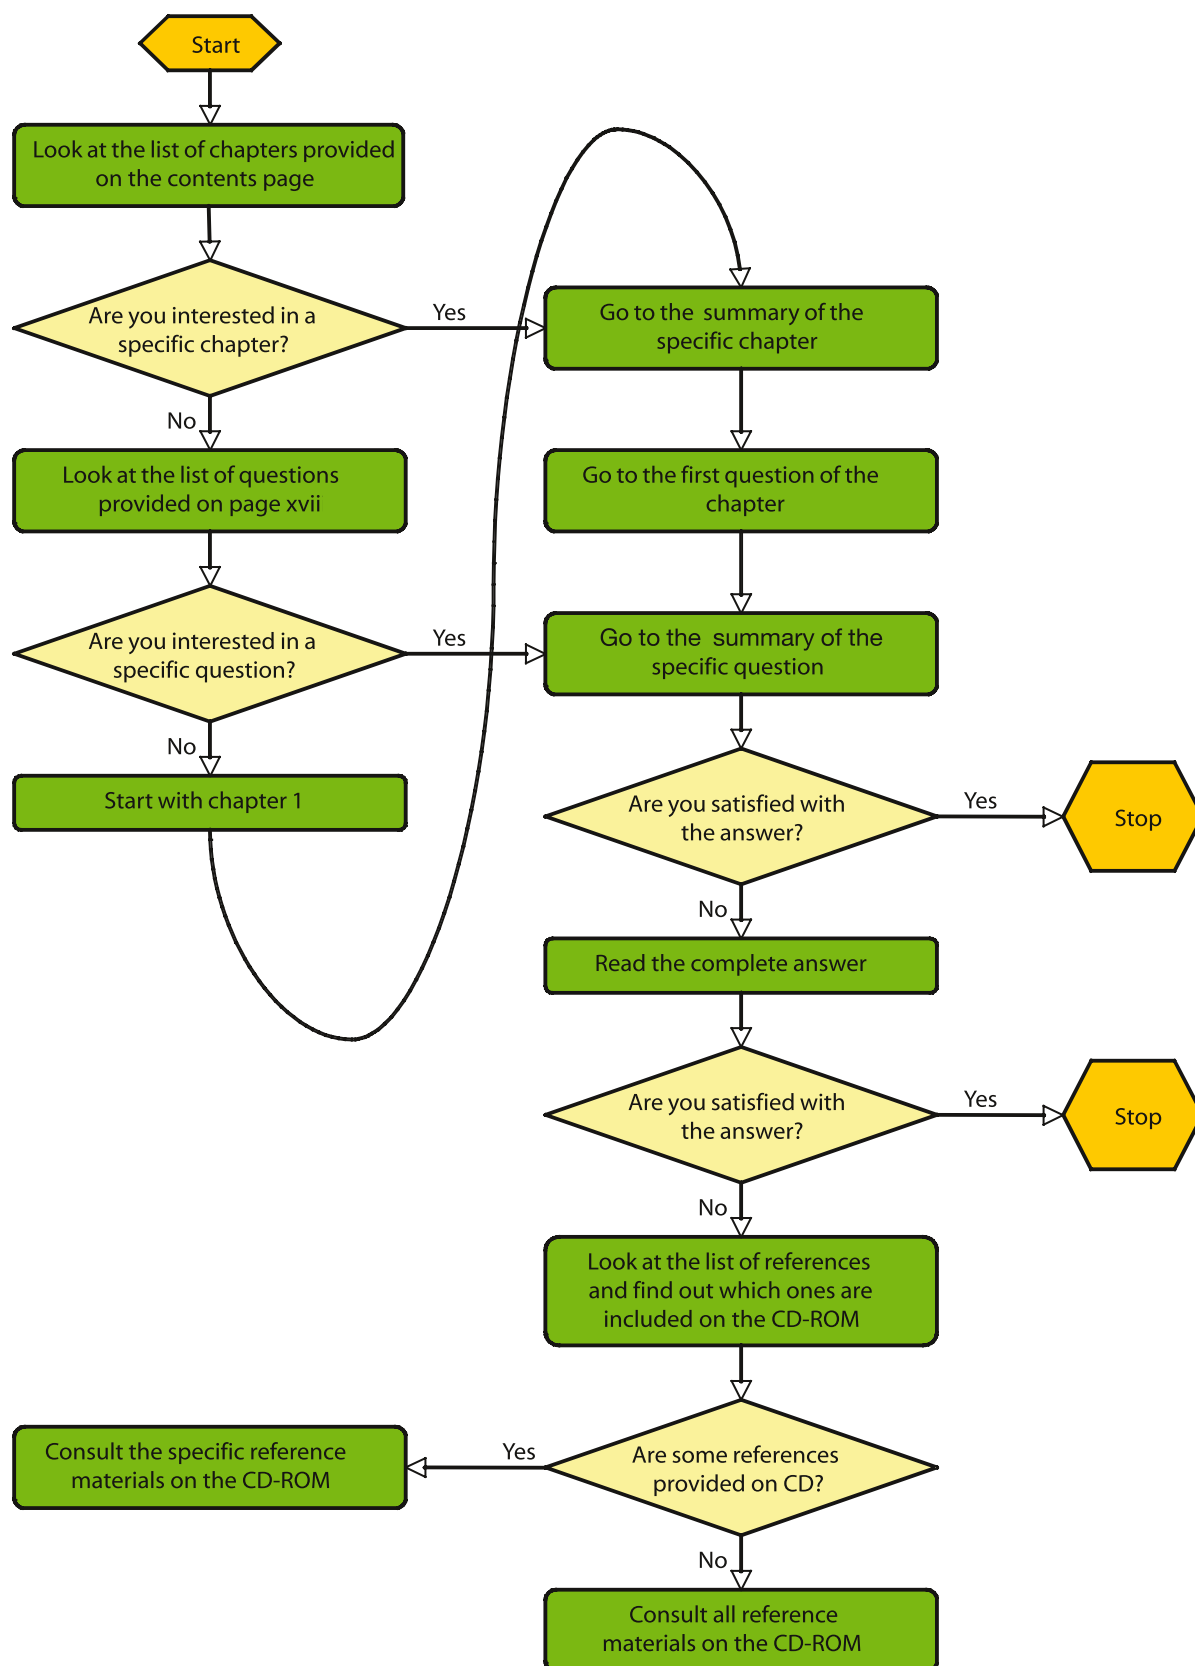 Start
Look at the list of chapters provided
on the contents page
Are you interested in a
specific chapter?
Yes
No
Go to the summary of the
specific chapter
Look at the list of questions
provided on page xvii
Go to the first question of the
chapter
Are you interested in a
specific question?
Yes
No
Go to the summary of the
specific question
Start with chapter 1
Are you satisfied with
the answer?
Yes
Stop
No
Read the complete answer
Are you satisfied with
the answer?
Yes
Stop
No
Look at the list of references
and find out which ones are
included on the CD-ROM
Are some references
provided on CD?
Yes
Consult the specific reference
materials on the CD-ROM
No
Consult all reference
materials on the CD-ROM